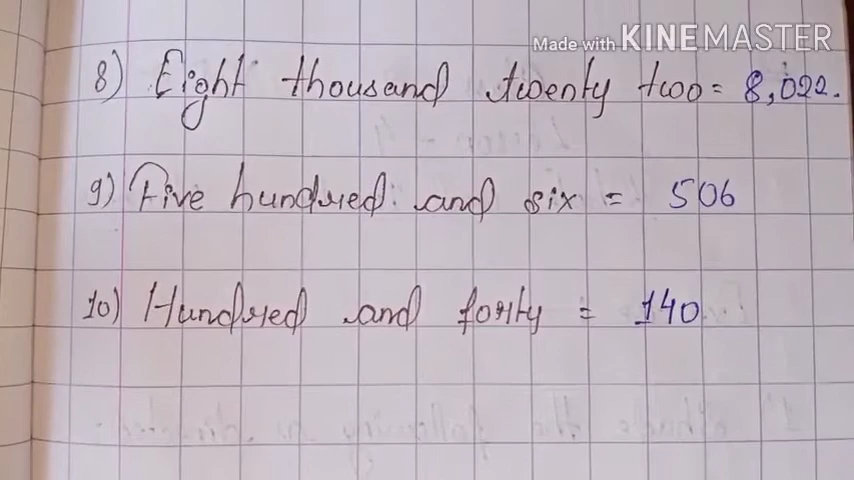 Made with KINEMASTER
8) Eight thousand twenty two = 8,022.
9) Five hundred and six = 506
10) Hundred and forty = 140